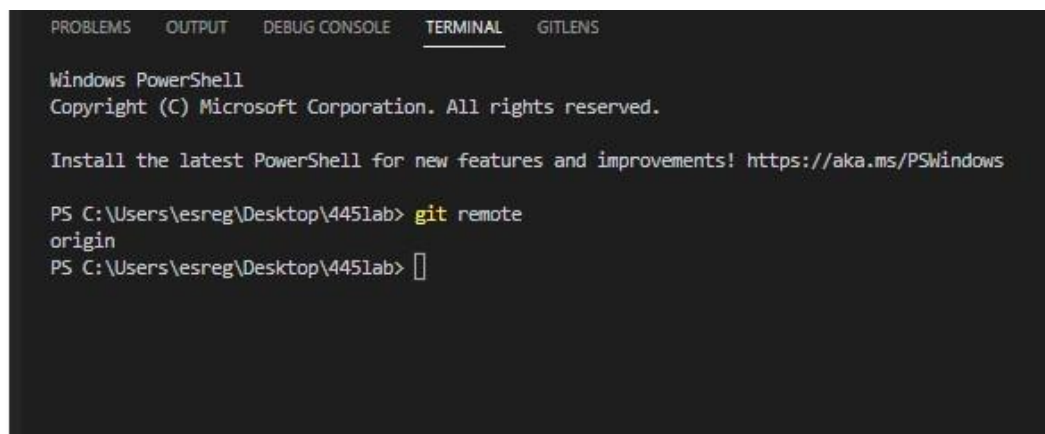 PROBLEMS OUTPUT DEBUG CONSOLE TERMINAL GITLENS
Windows PowerShell
Copyright (C) Microsoft Corporation. All rights reserved.
Install the latest PowerShell for new features and improvements! https://aka.ms/PSWindows
PS C:\Users\esreg\Desktop\445lab> git remote
origin
PS C:\Users\esreg\Desktop\445lab>